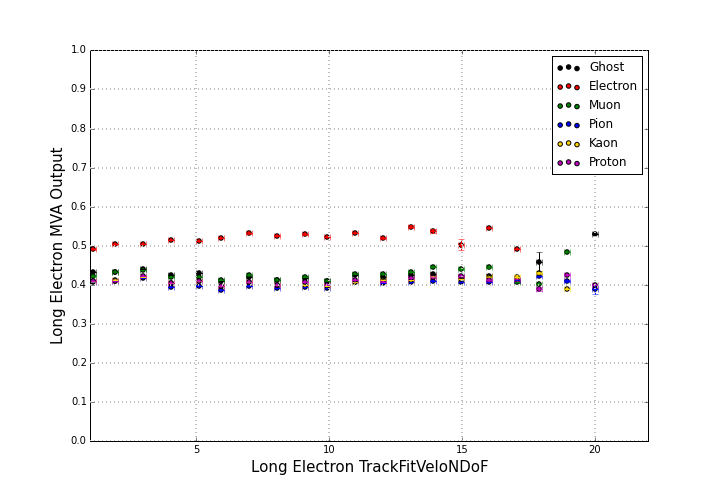 1.0
0.9
0.8
0.7
0.6
0.5
0.4
0.3
0.2
0.1
0.0
Long Electron MVA Output
Ghost
Electron
Muon
Pion
Kaon
Proton
5
10
15
20
Long Electron TrackFitVeloNDoF